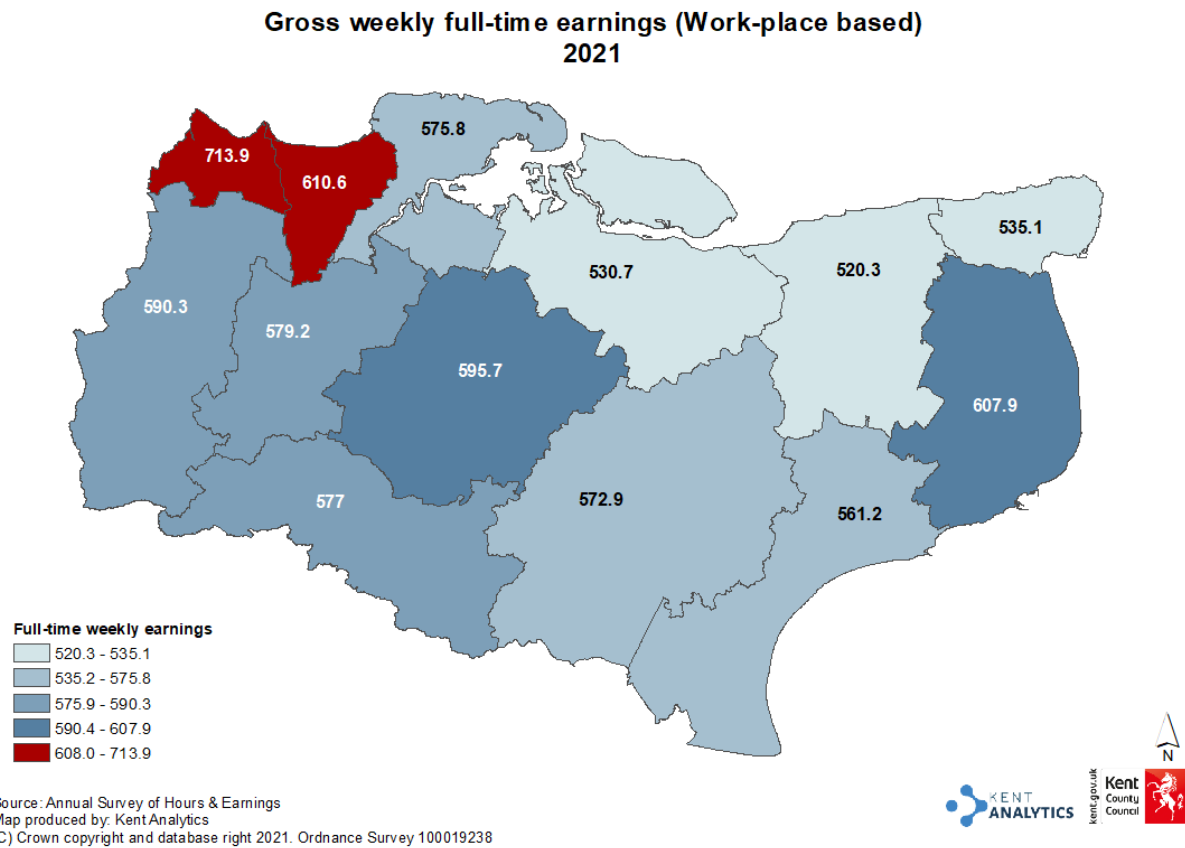 Gross weekly full-time earnings (Work-place based)
2021
575.8
713.9
610.6
535.1
530.7
520.3
590.3
579.2
595.7
607.9
577
572.9
561.2
Full-time weekly earnings
520.3 - 535.1
535.2 - 575.8
575.9 - 590.3
590.4 - 607.9
608.0 - 713.9
N
ource: Annual Survey of Hours & Earnings
Map produced by: Kent Analytics
C) Crown copyright and database right 2021. Ordnance Survey 100019238
KENT
ANALYTICS
kent.gov.uk
Kent
County
Council